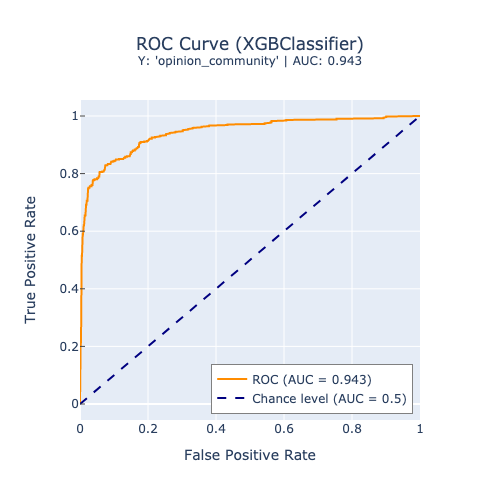 ROC Curve (XGBClassifier)
Y: 'opinion_community' | AUC: 0.943
1
0.8
0.6
0.4
0.2
0
True Positive Rate
ROC (AUC = 0.943)
Chance level (AUC = 0.5)
0 0.2 0.4 0.6 0.8 1
False Positive Rate